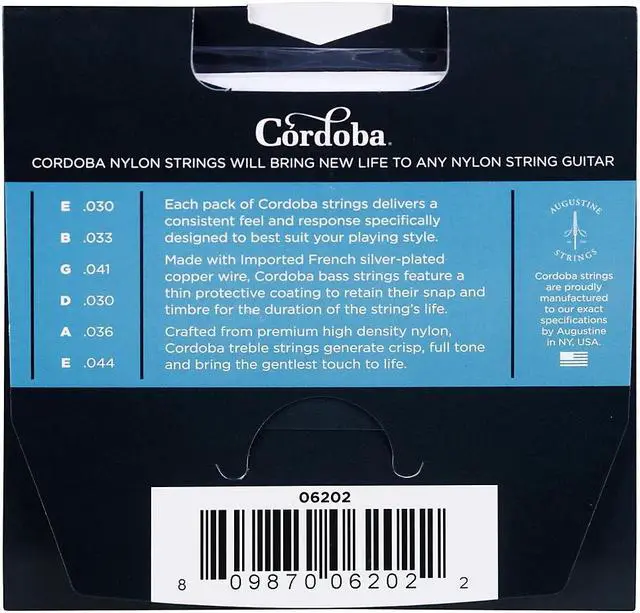 Córdoba®
CORDOBA NYLON STRINGS WILL BRING NEW LIFE TO ANY NYLON STRING GUITAR
E .030
B .033
G .041
D .030
A .036
E .044
Each pack of Cordoba strings delivers a
consistent feel and response specifically
designed to best suit your playing style.
Made with Imported French silver-plated
copper wire, Cordoba bass strings feature a
thin protective coating to retain their snap and
timbre for the duration of the string's life.
Crafted from premium high density nylon,
Cordoba treble strings generate crisp, full tone
and bring the gentlest touch to life.
AUGUSTINE
STRINGS
Cordoba strings
are proudly
manufactured
to our exact
specifications
by Augustine
in NY, USA.
06202
8 09870 06202 2